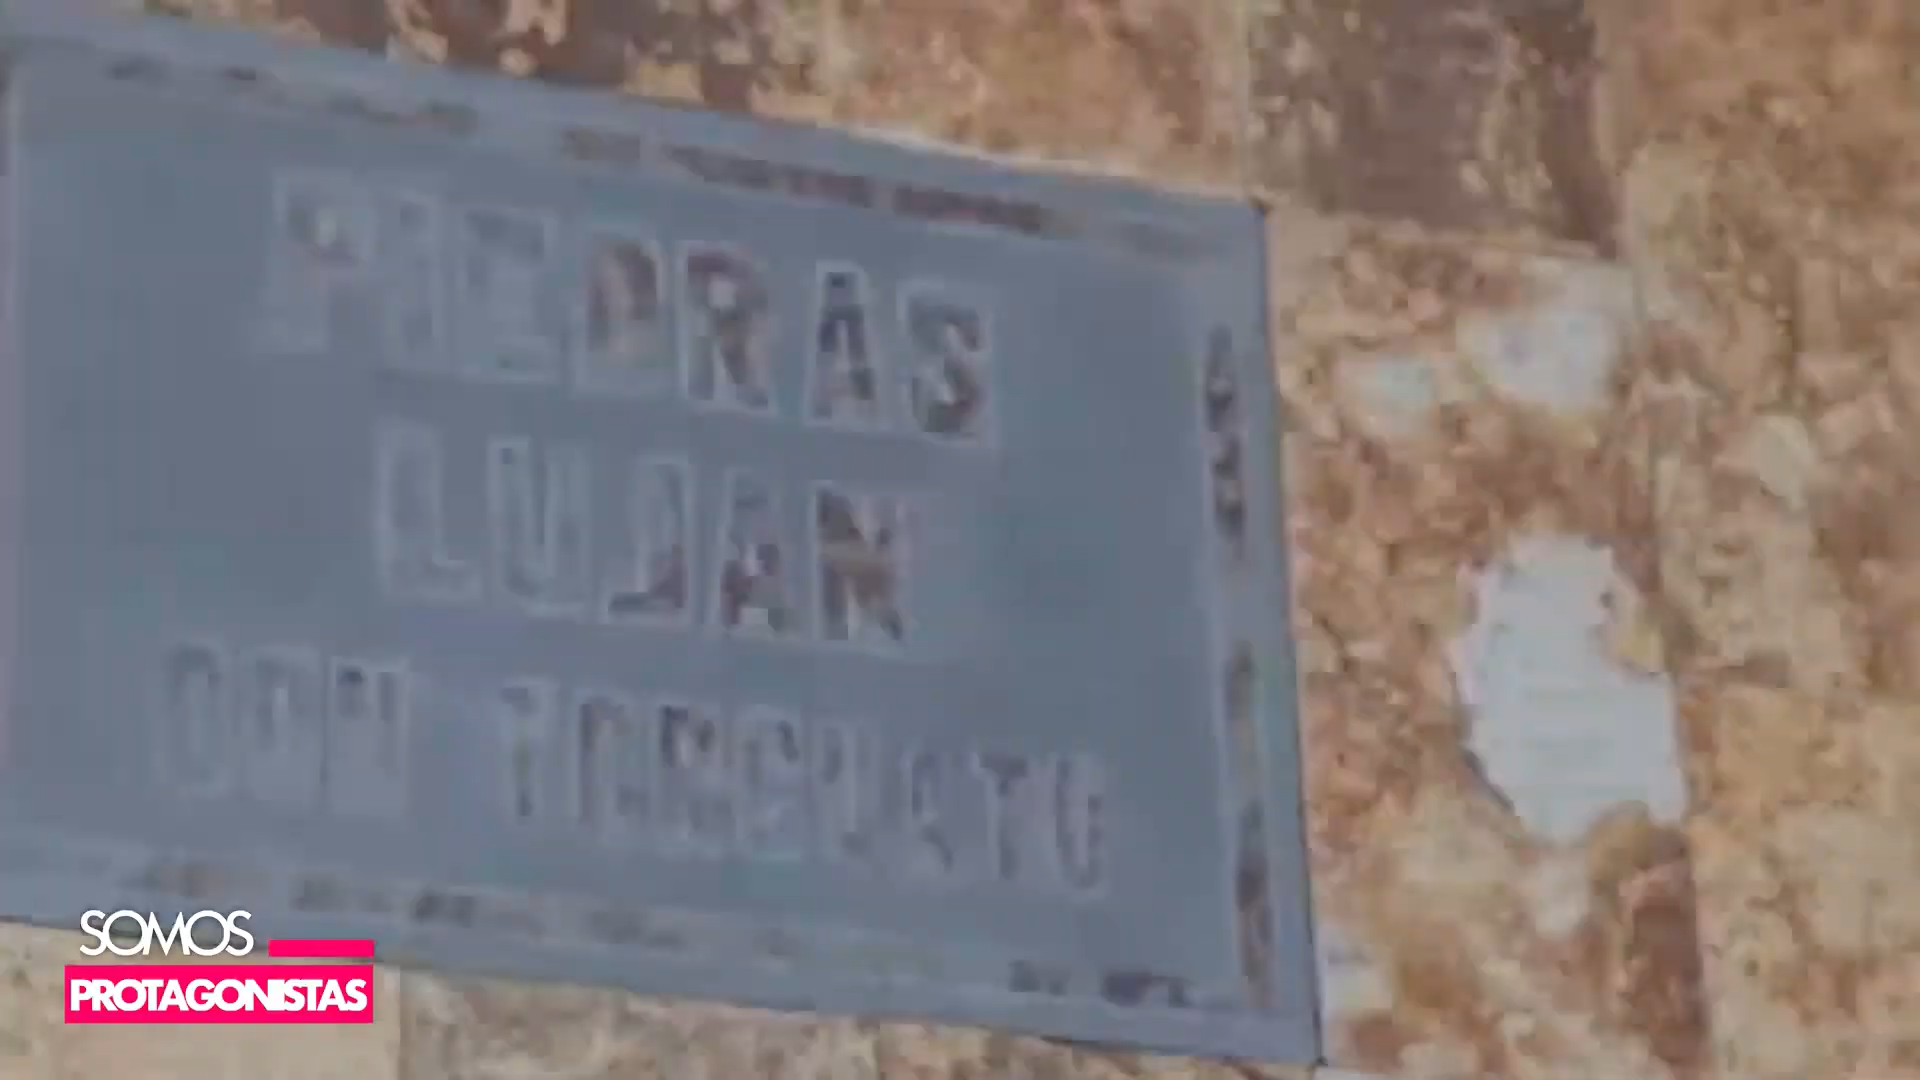 PIEDRAS
LUJAN
DON TORCUATO
SOMOS
PROTAGONISTAS